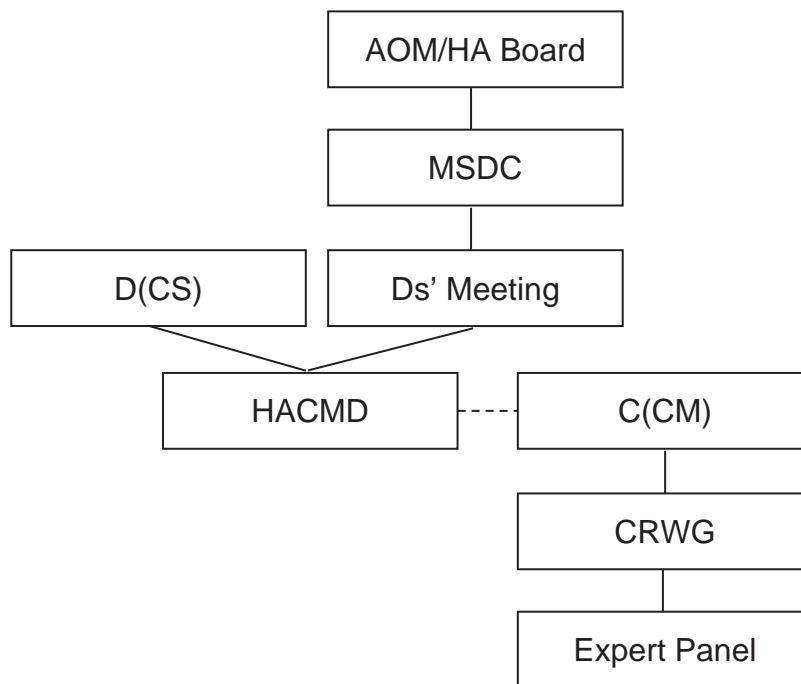 AOM/HA Board
MSDC
D(CS)
Ds’ Meeting
HACMD
C(CM)
CRWG
Expert Panel